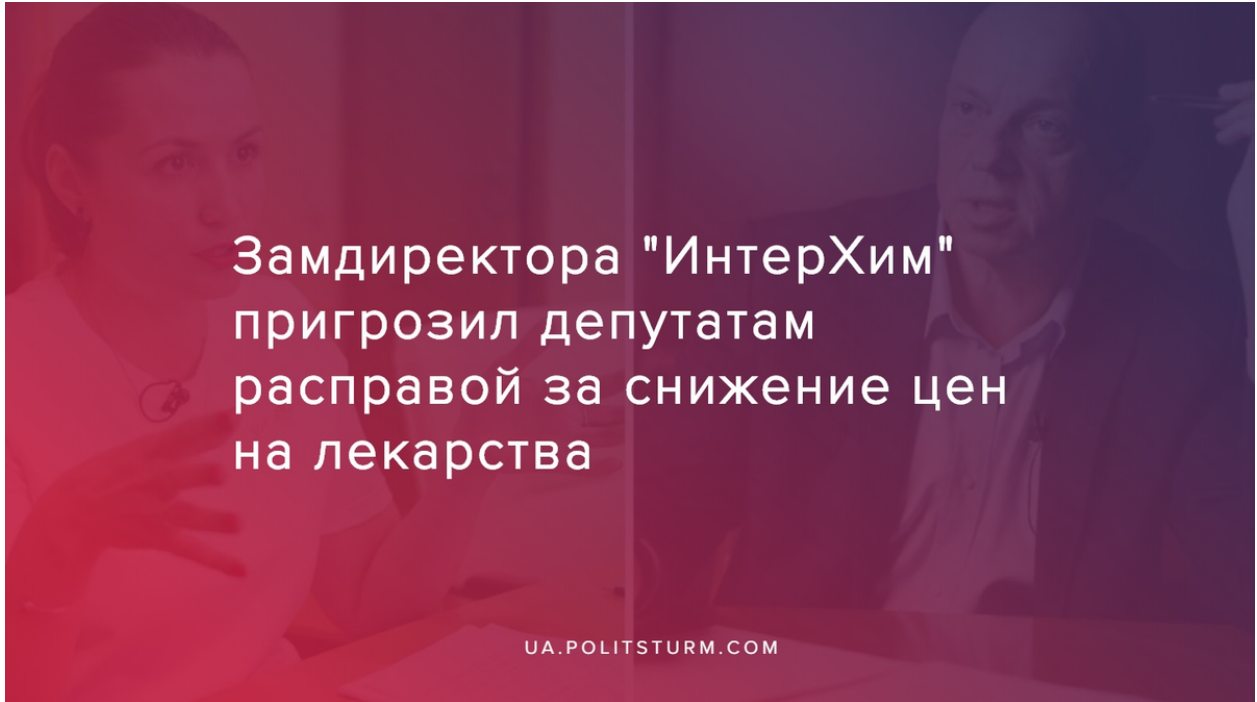 Замдиректора "ИнтерХим"
пригрозил депутатам
расправой за снижение цен
на лекарства
UA.POLITSTURM.COM